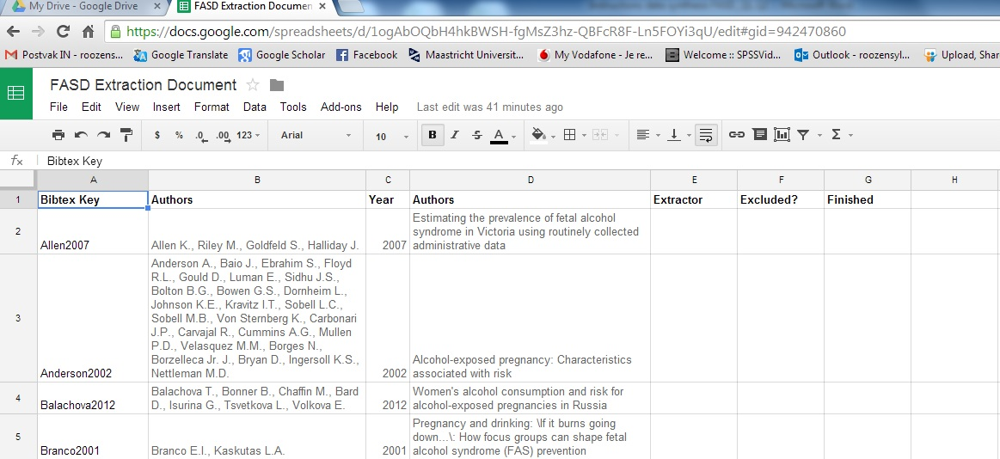 My Drive - Google Drive × FASD Extraction Documen ×
https://docs.google.com/spreadsheets/d/1ogAbOQbH4hkBWSH-fgMsZ3hz-QBFcR8F-Ln5FOYi3qU/edit#gid=942470860
Postvak IN - roozens... Google Translate Google Scholar Facebook Maastricht Universit... My Vodafone - Je re... Welcome :: SPSSVid... Outlook - roozensyl... Upload, Shar
FASD Extraction Document
File Edit View Insert Format Data Tools Add-ons Help Last edit was 41 minutes ago
$ % .0 .00 123 Arial 10 B I S A Σ
fx Bibtex Key
A B C D E F G H
1 Bibtex Key Authors Year Authors Extractor Excluded? Finished
Estimating the prevalence of fetal alcohol
syndrome in Victoria using routinely collected
2 Allen2007 Allen K., Riley M., Goldfeld S., Halliday J. 2007 administrative data
Anderson A., Baio J., Ebrahim S., Floyd
R.L., Gould D., Luman E., Sidhu J.S.,
Bolton B.G., Bowen G.S., Dornheim L.,
Johnson K.E., Kravitz I.T., Sobell L.C.,
3 Sobell M.B., Von Sternberg K., Carbonari
J.P., Carvajal R., Cummins A.G., Mullen
P.D., Velasquez M.M., Borges N.,
Borzelleca Jr. J., Bryan D., Ingersoll K.S., Alcohol-exposed pregnancy: Characteristics
Anderson2002 Nettleman M.D. 2002 associated with risk
Balachova T., Bonner B., Chaffin M., Bard Women's alcohol consumption and risk for
4 Balachova2012 D., Isurina G., Tsvetkova L., Volkova E. 2012 alcohol-exposed pregnancies in Russia
Pregnancy and drinking: \If it burns going
5 down...\: How focus groups can shape fetal
Branco2001 Branco E.I., Kaskutas L.A. 2001 alcohol syndrome (FAS) prevention